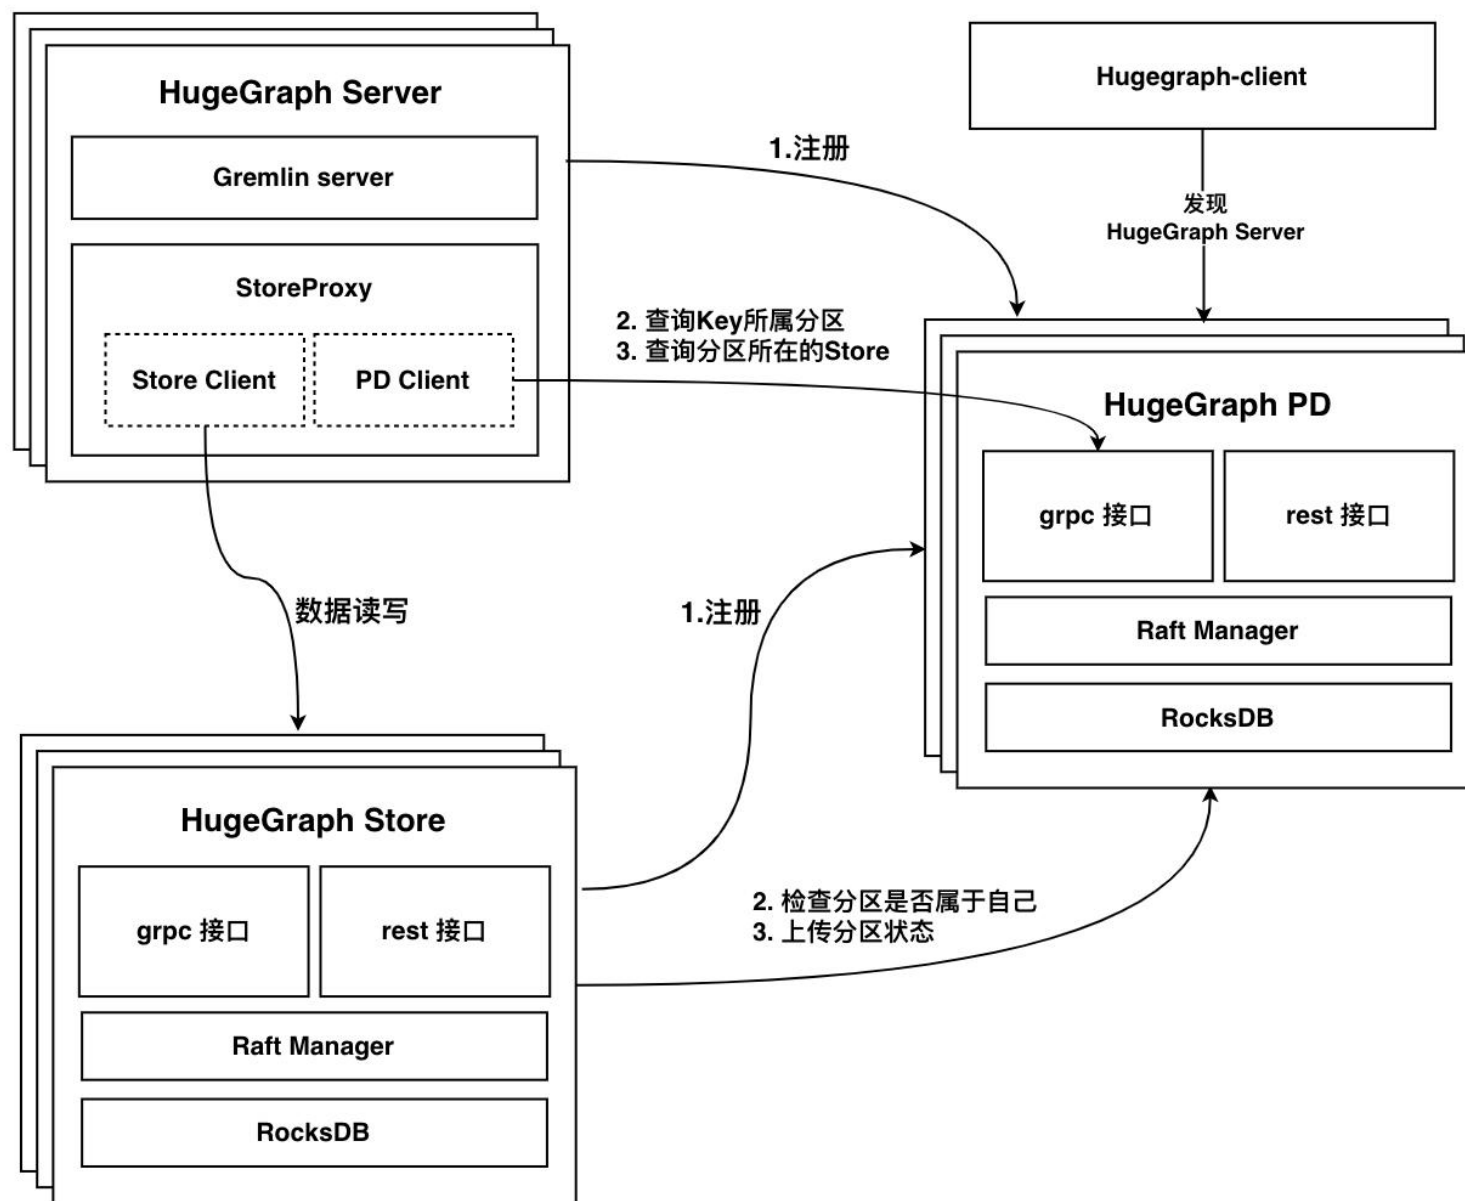 HugeGraph Server
Gremlin server
StoreProxy
Store Client
PD Client
1.注册
Hugegraph-client
发现
HugeGraph Server
2. 查询Key所属分区
3. 查询分区所在的Store
HugeGraph PD
grpc 接口
rest 接口
Raft Manager
RocksDB
数据读写
1.注册
HugeGraph Store
grpc 接口
rest 接口
Raft Manager
RocksDB
2. 检查分区是否属于自己
3. 上传分区状态